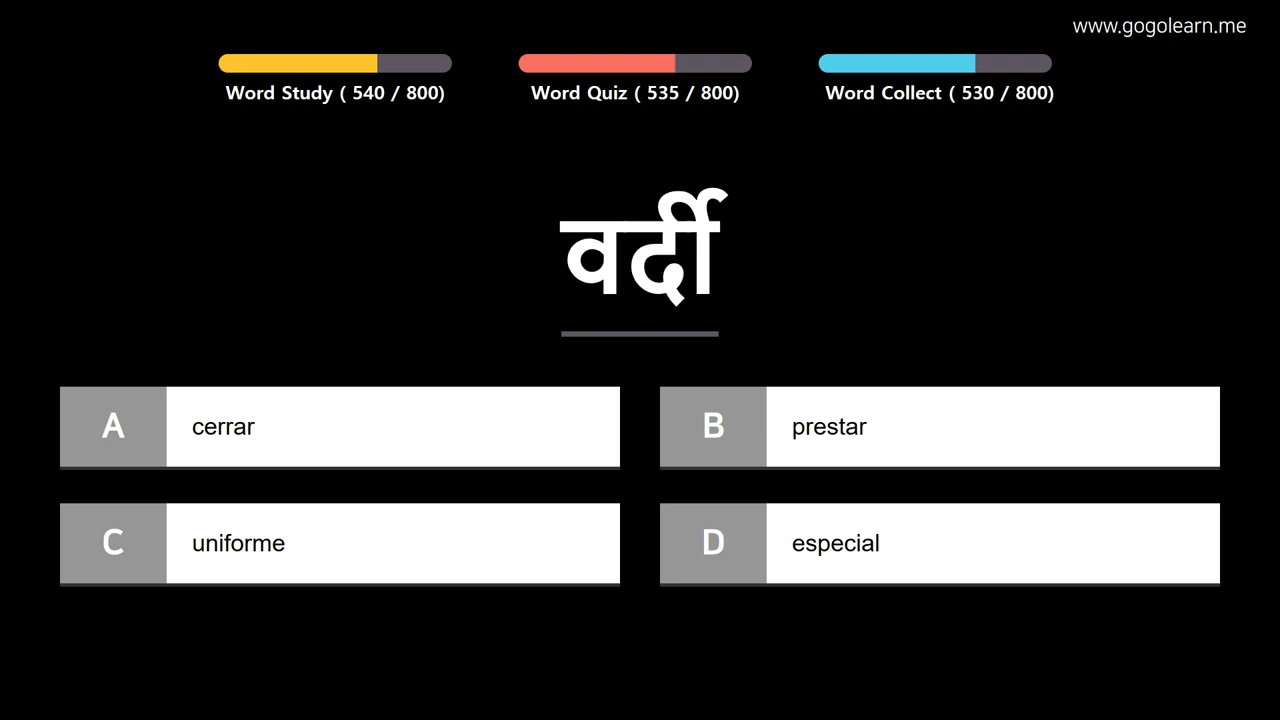 www.gogolearn.me
Word Study ( 540 / 800)
Word Quiz ( 535 / 800)
Word Collect ( 530 / 800)
वर्दी
A cerrar
B prestar
C uniforme
D especial